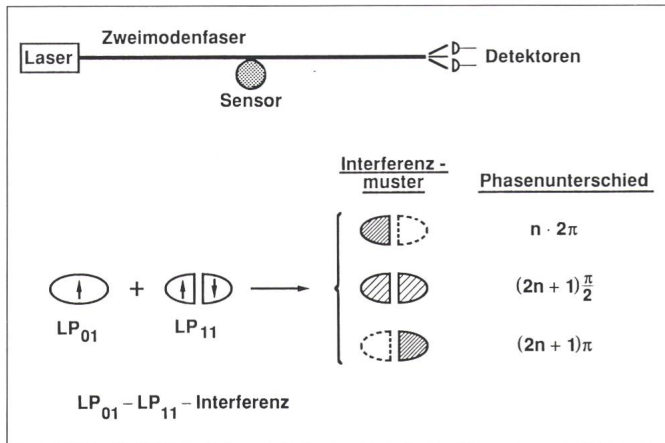 Zweimodenfaser
Laser
Detektoren
Sensor
Interferenz -
muster
Phasenunterschied
n · 2π
LP01 + LP11
(2n + 1) π/2
(2n + 1)π
LP01 – LP11 – Interferenz